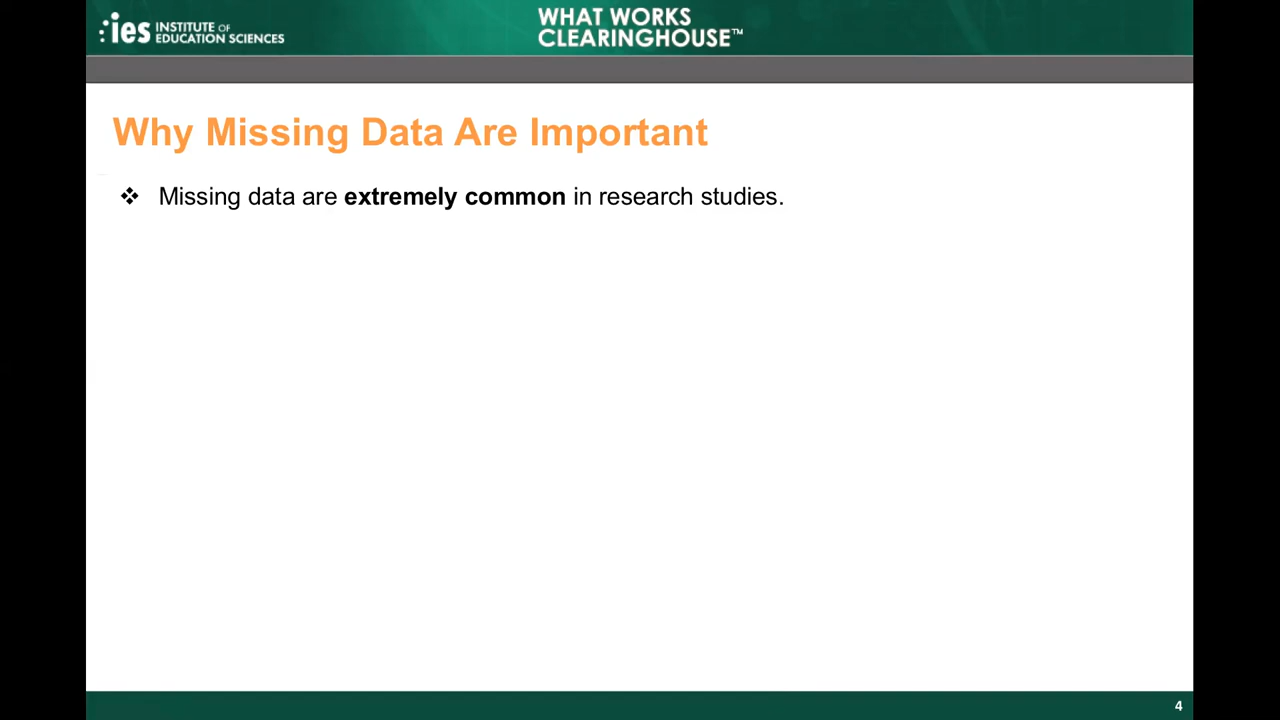 ies INSTITUTE OF
EDUCATION SCIENCES
WHAT WORKS
CLEARINGHOUSE™
Why Missing Data Are Important
❖ Missing data are extremely common in research studies.
4